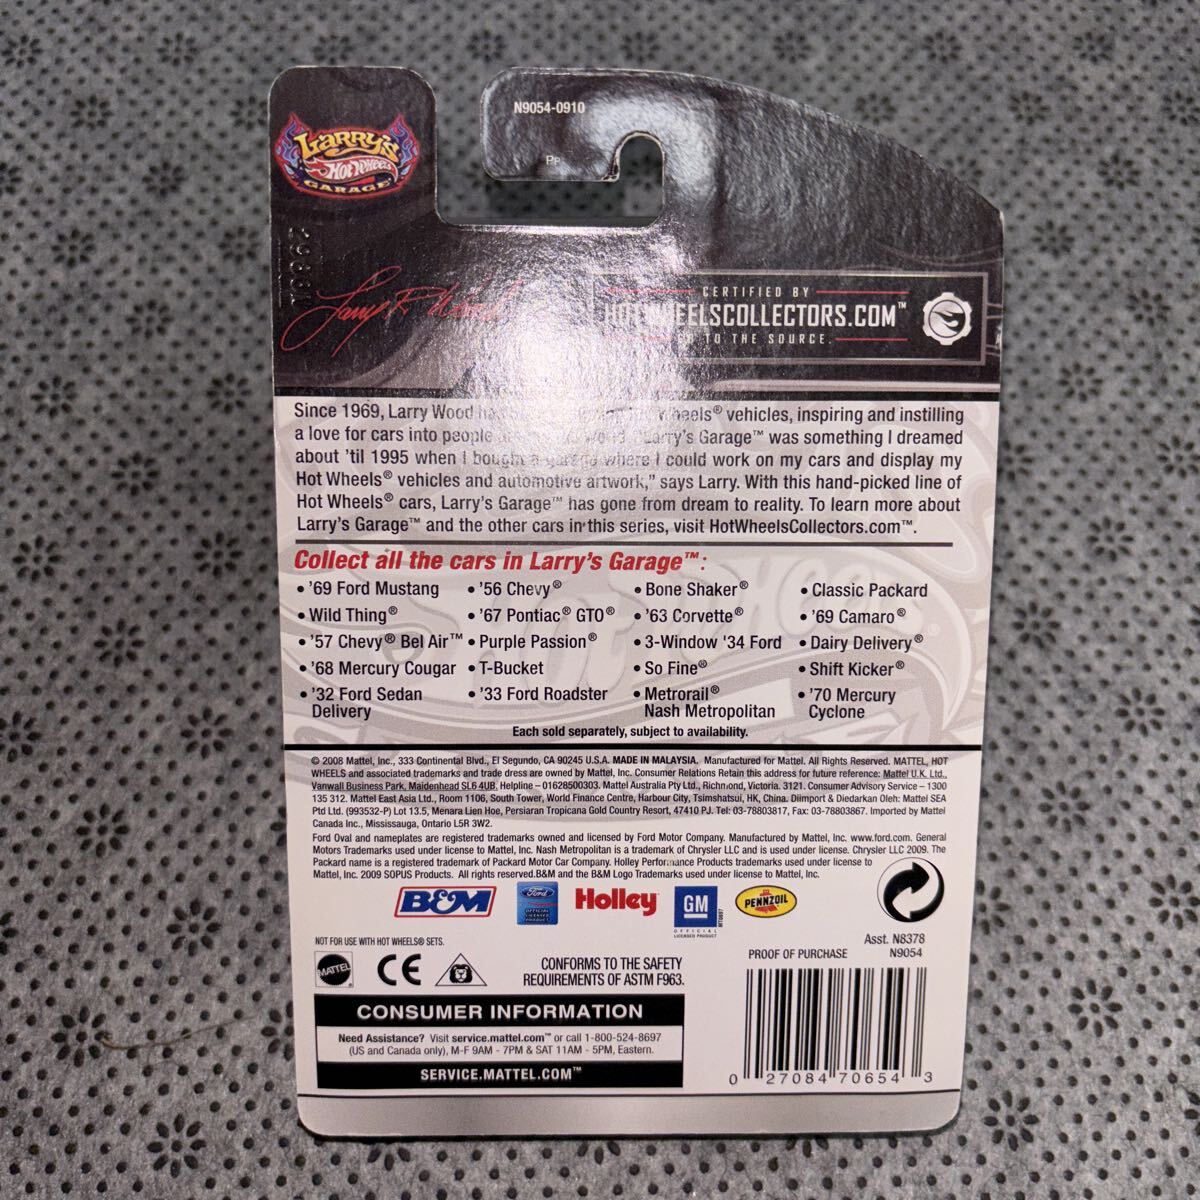 N9054-0910
Larry's
Hot Wheels
GARAGE
Pp
CERTIFIED BY
HOTWHEELSCOLLECTORS.COM™
TO THE SOURCE.
Since 1969, Larry Wood has wheels® vehicles, inspiring and instilling
a love for cars into people "Larry's Garage™ was something I dreamed
about 'til 1995 when I bought a garage where I could work on my cars and display my
Hot Wheels® vehicles and automotive artwork," says Larry. With this hand-picked line of
Hot Wheels® cars, Larry's Garage™ has gone from dream to reality. To learn more about
Larry's Garage™ and the other cars in this series, visit HotWheelsCollectors.com™.
Collect all the cars in Larry's Garage™:
• '69 Ford Mustang
• Wild Thing®
• '57 Chevy® Bel Air™
• '68 Mercury Cougar
• '32 Ford Sedan
Delivery
• '56 Chevy®
• '67 Pontiac® GTO®
• Purple Passion®
• T-Bucket
• '33 Ford Roadster
• Bone Shaker®
• '63 Corvette®
• 3-Window '34 Ford
• So Fine®
• Metrorail®
Nash Metropolitan
• Classic Packard
• '69 Camaro®
• Dairy Delivery®
• Shift Kicker®
• '70 Mercury
Cyclone
Each sold separately, subject to availability.
© 2008 Mattel, Inc., 333 Continental Blvd., El Segundo, CA 90245 U.S.A. MADE IN MALAYSIA. Manufactured for Mattel. All Rights Reserved. MATTEL, HOT
WHEELS and associated trademarks and trade dress are owned by Mattel, Inc. Consumer Relations Retain this address for future reference: Mattel U.K. Ltd.,
Vanwall Business Park, Maidenhead SL6 4UB, Helpline – 01628500303. Mattel Australia Pty Ltd., Richmond, Victoria. 3121. Consumer Advisory Service – 1300
135 312. Mattel East Asia Ltd., Room 1106, South Tower, World Finance Centre, Harbour City, Tsimshatsui, HK, China. Diimport & Diedarkan Oleh: Mattel SEA
Ptd Ltd. (993532-P) Lot 13.5, Menara Lien Hoe, Persiaran Tropicana Golf Country Resort, 47410 PJ. Tel: 03-78803817, Fax: 03-78803867. Imported by Mattel
Canada Inc., Mississauga, Ontario L5R 3W2.
Ford Oval and nameplates are registered trademarks owned and licensed by Ford Motor Company. Manufactured by Mattel, Inc. www.ford.com. General
Motors Trademarks used under license to Mattel, Inc. Nash Metropolitan is a trademark of Chrysler LLC and is used under license. Chrysler LLC 2009. The
Packard name is a registered trademark of Packard Motor Car Company. Holley Performance Products trademarks used under license to
Mattel, Inc. 2009 SOPUS Products. All rights reserved.B&M and the B&M Logo Trademarks used under license to Mattel, Inc.
B&M
Ford
OFFICIAL
LICENSED
PRODUCT
Holley
GM
OFFICIAL
LICENSED PRODUCT
PENNZOIL
NOT FOR USE WITH HOT WHEELS® SETS.
MATTEL
CE
CONFORMS TO THE SAFETY
REQUIREMENTS OF ASTM F963.
PROOF OF PURCHASE
Asst. N8378
N9054
CONSUMER INFORMATION
Need Assistance? Visit service.mattel.com™ or call 1-800-524-8697
(US and Canada only), M-F 9AM - 7PM & SAT 11AM - 5PM, Eastern.
SERVICE.MATTEL.COM™
0 27084 70654 3